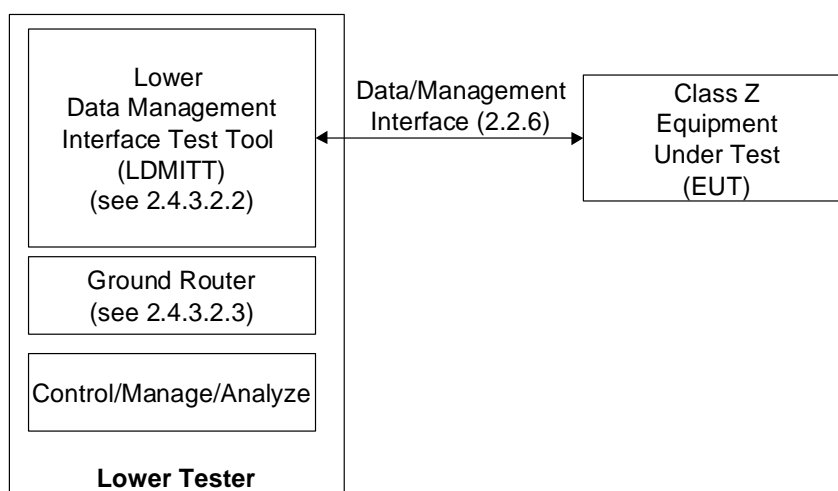 Lower
Data Management
Interface Test Tool
(LDMITT)
(see 2.4.3.2.2)
Ground Router
(see 2.4.3.2.3)
Control/Manage/Analyze
Lower Tester
Data/Management
Interface (2.2.6)
Class Z
Equipment
Under Test
(EUT)